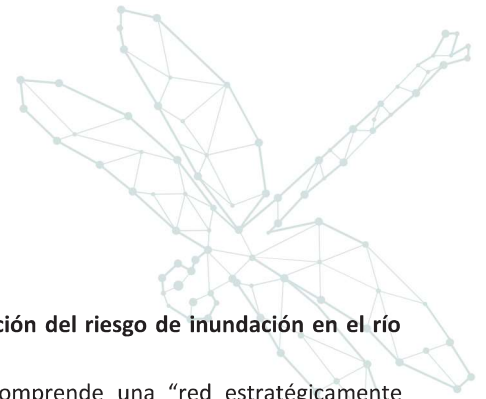 ción del riesgo de inundación en el río
omprende una “red estratégicamente